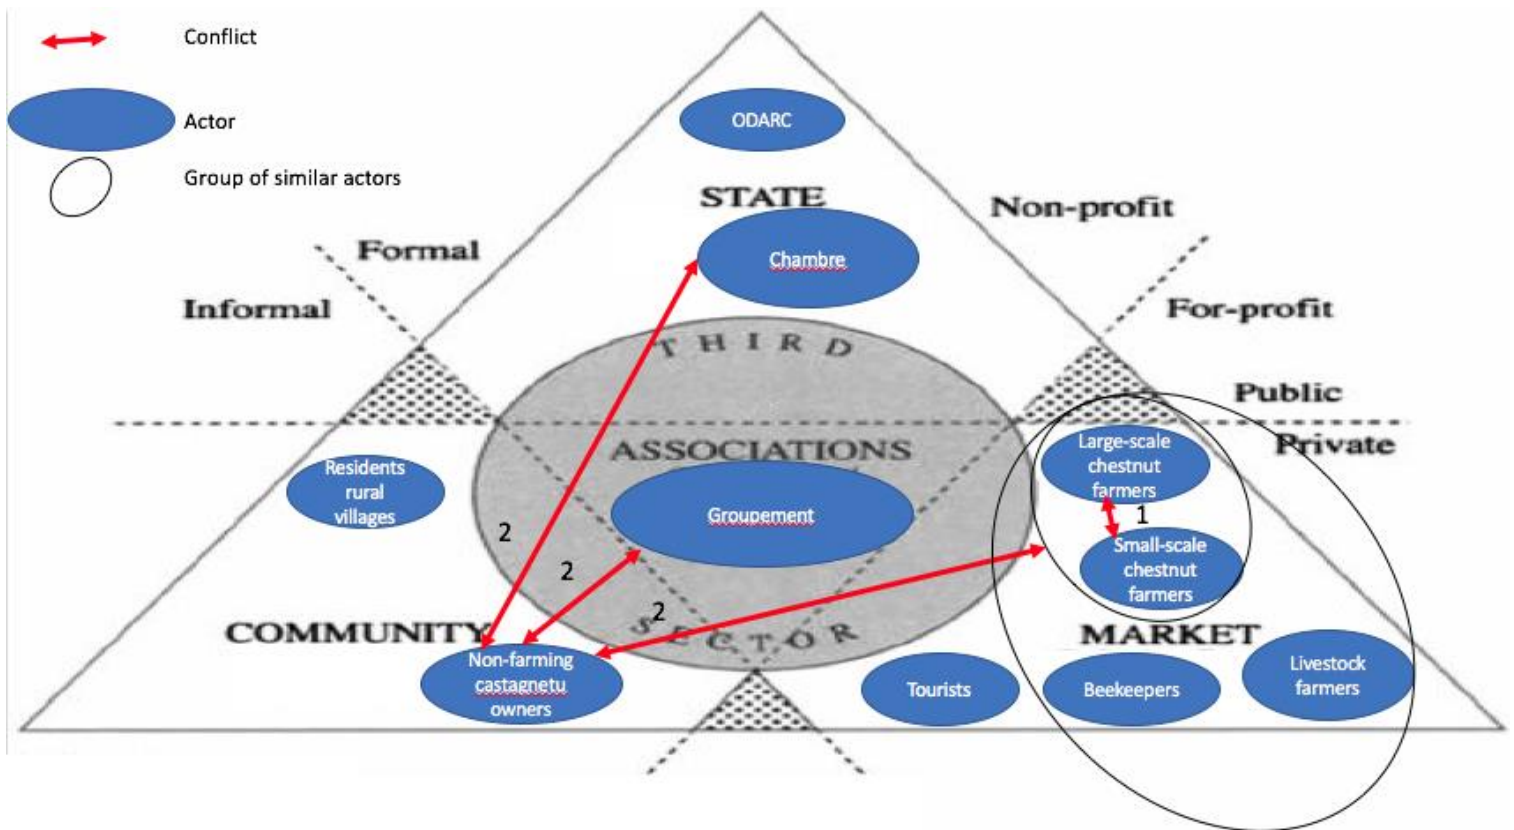 Conflict
Actor
Group of similar actors
ODARC
STATE
Non-profit
Chambre
Formal
Informal
For-profit
THIRD
Public
Private
ASSOCIATIONS
Large-scale
chestnut
farmers
Residents
rural
villages
Groupement
1
2
2
2
Small-scale
chestnut
farmers
SECTOR
COMMUNITY
MARKET
Non-farming
castagnetu
owners
Tourists
Beekeepers
Livestock
farmers